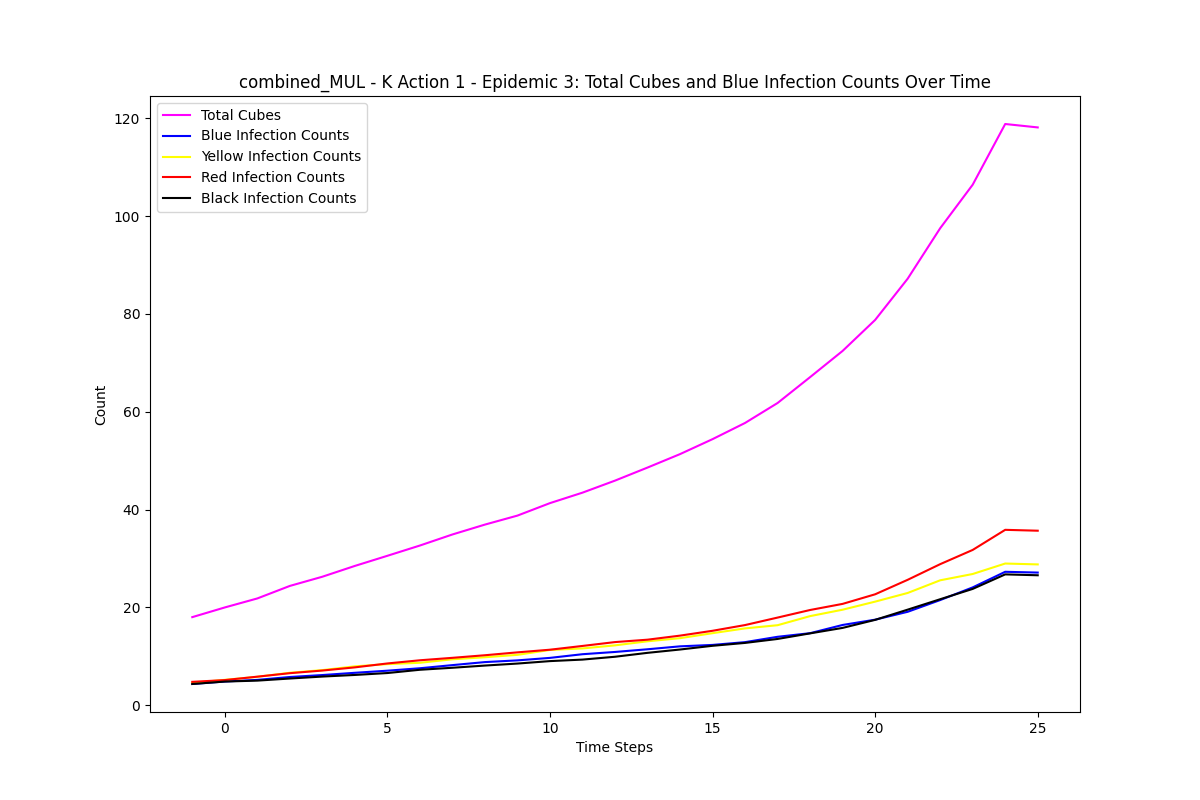 combined_MUL - K Action 1 - Epidemic 3: Total Cubes and Blue Infection Counts Over Time
Total Cubes
Blue Infection Counts
Yellow Infection Counts
Red Infection Counts
Black Infection Counts
Count
120
100
80
60
40
20
0
0 5 10 15 20 25
Time Steps